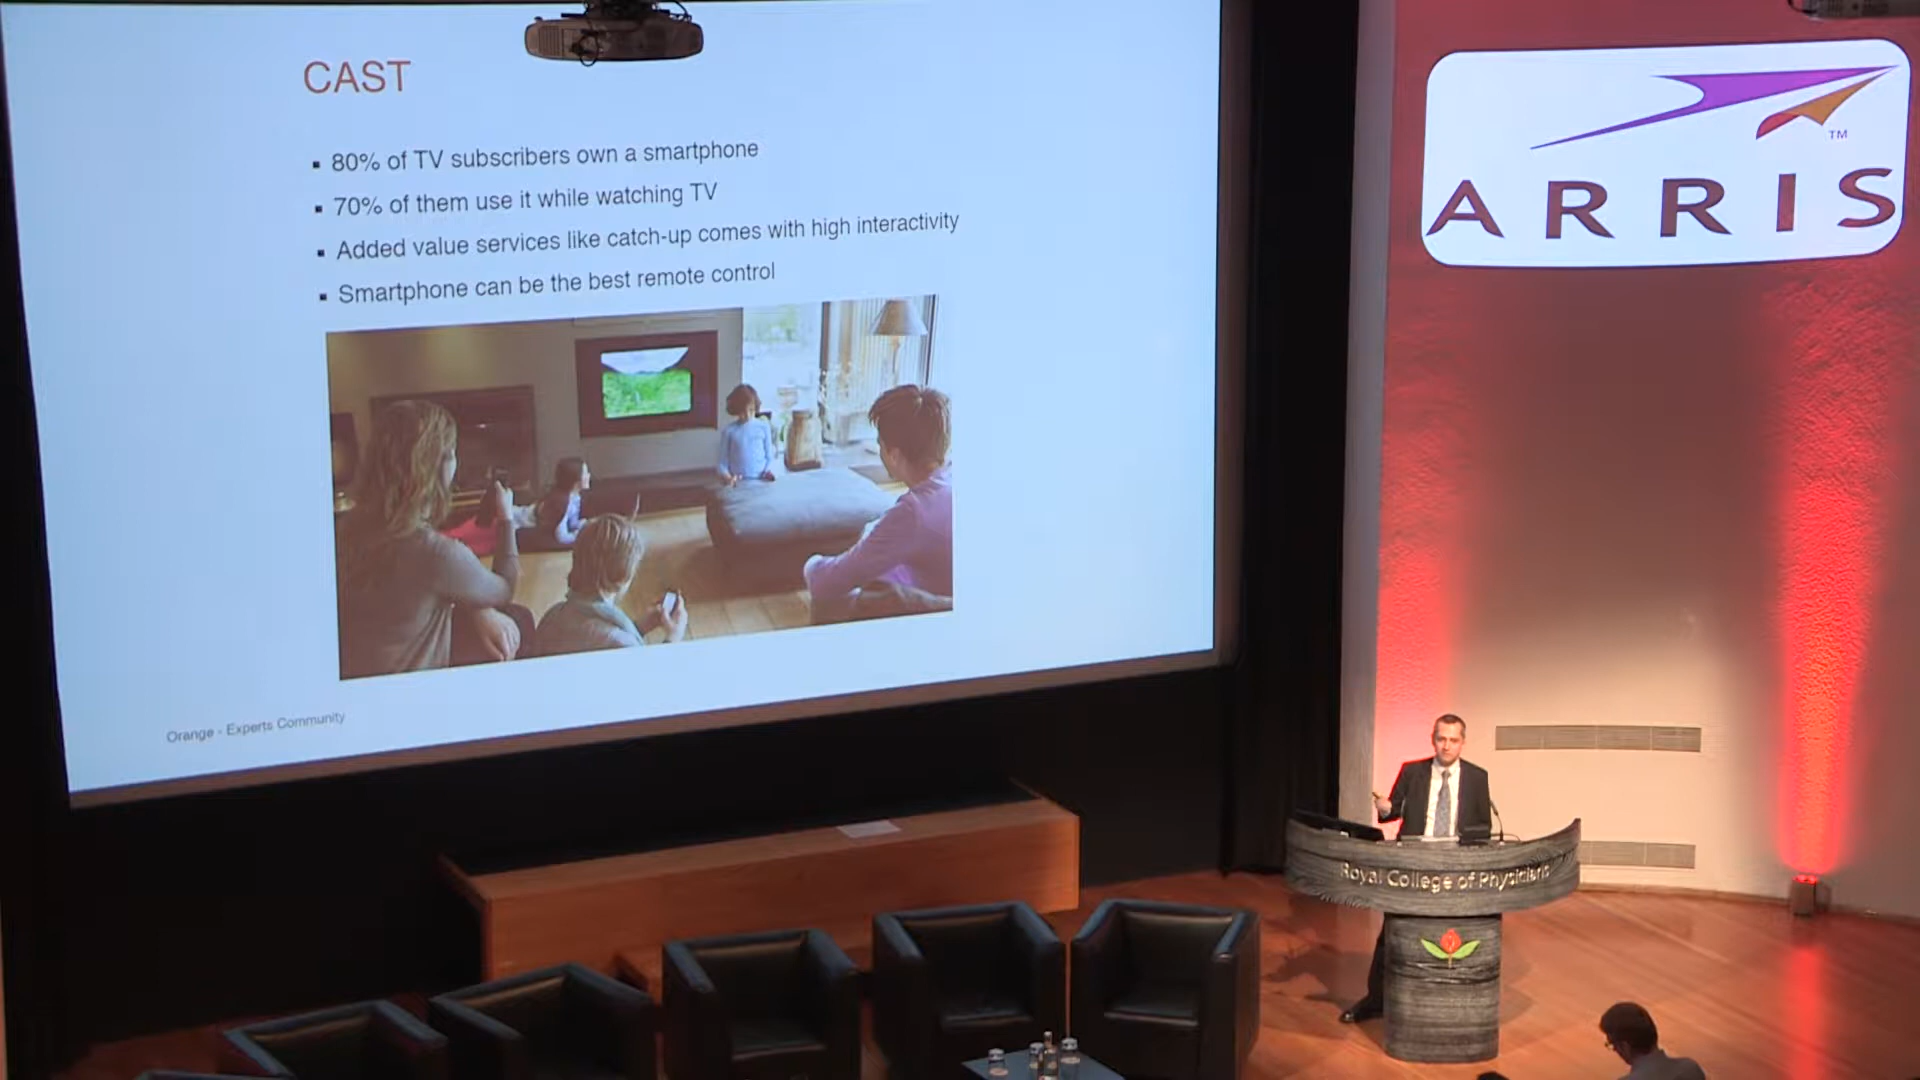 CAST
▪ 80% of TV subscribers own a smartphone
▪ 70% of them use it while watching TV
▪ Added value services like catch-up comes with high interactivity
▪ Smartphone can be the best remote control
Orange - Experts Community
ARRIS
TM
Royal College of Physicians